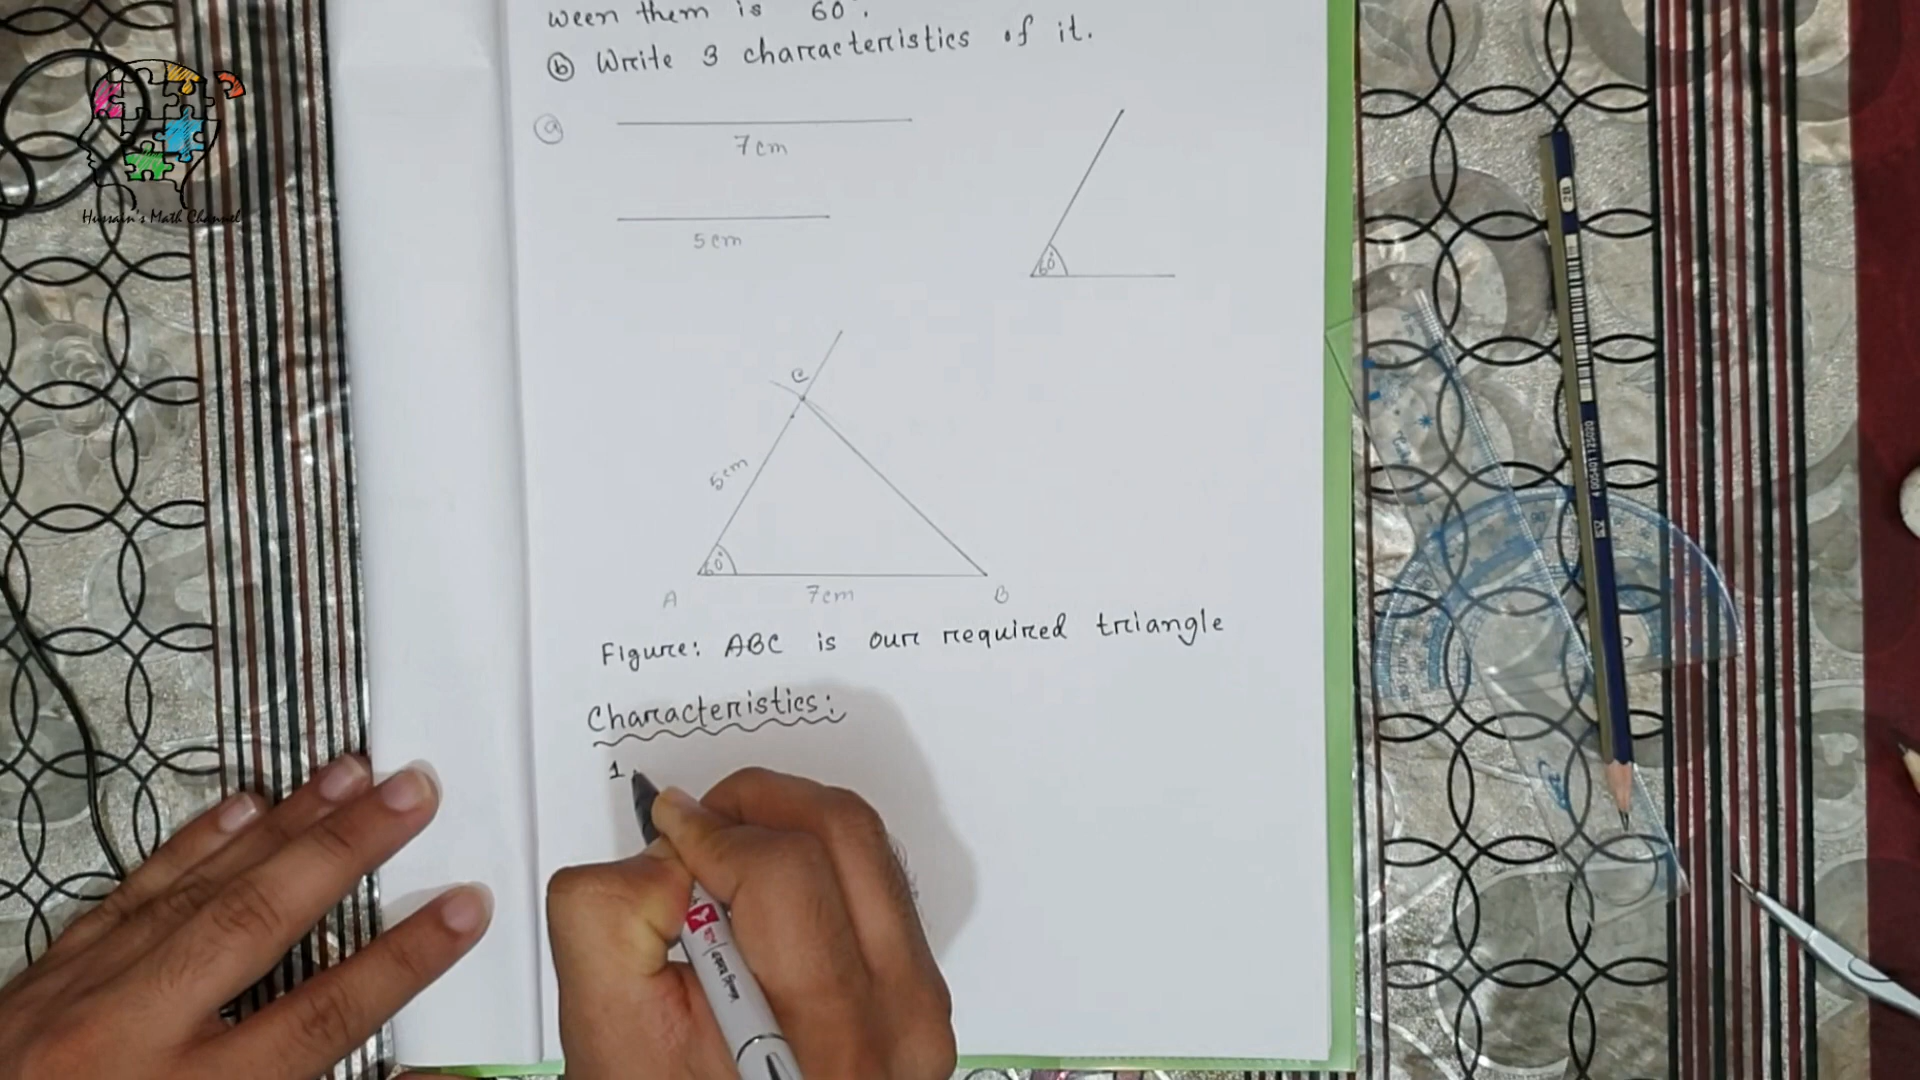 ween them is 60°.
ⓑ Write 3 characteristics of it.
ⓐ
7cm
5cm
60°
C
5cm
60°
A 7cm B
Figure: ABC is our required triangle
Characteristics:
1.
Hussain's Math Channel
2B